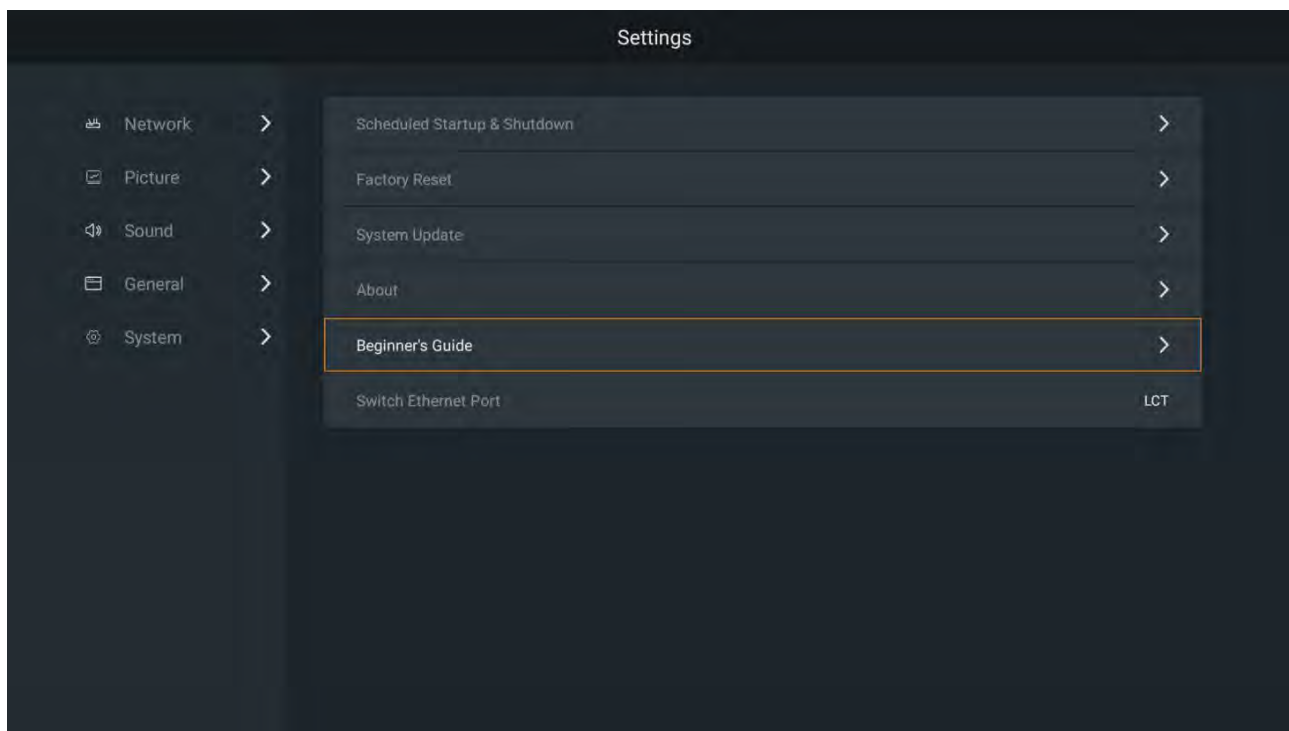 Settings
Network
Picture
Sound
General
System
Scheduled Startup & Shutdown
Factory Reset
System Update
About
Beginner's Guide
Switch Ethernet Port LCT